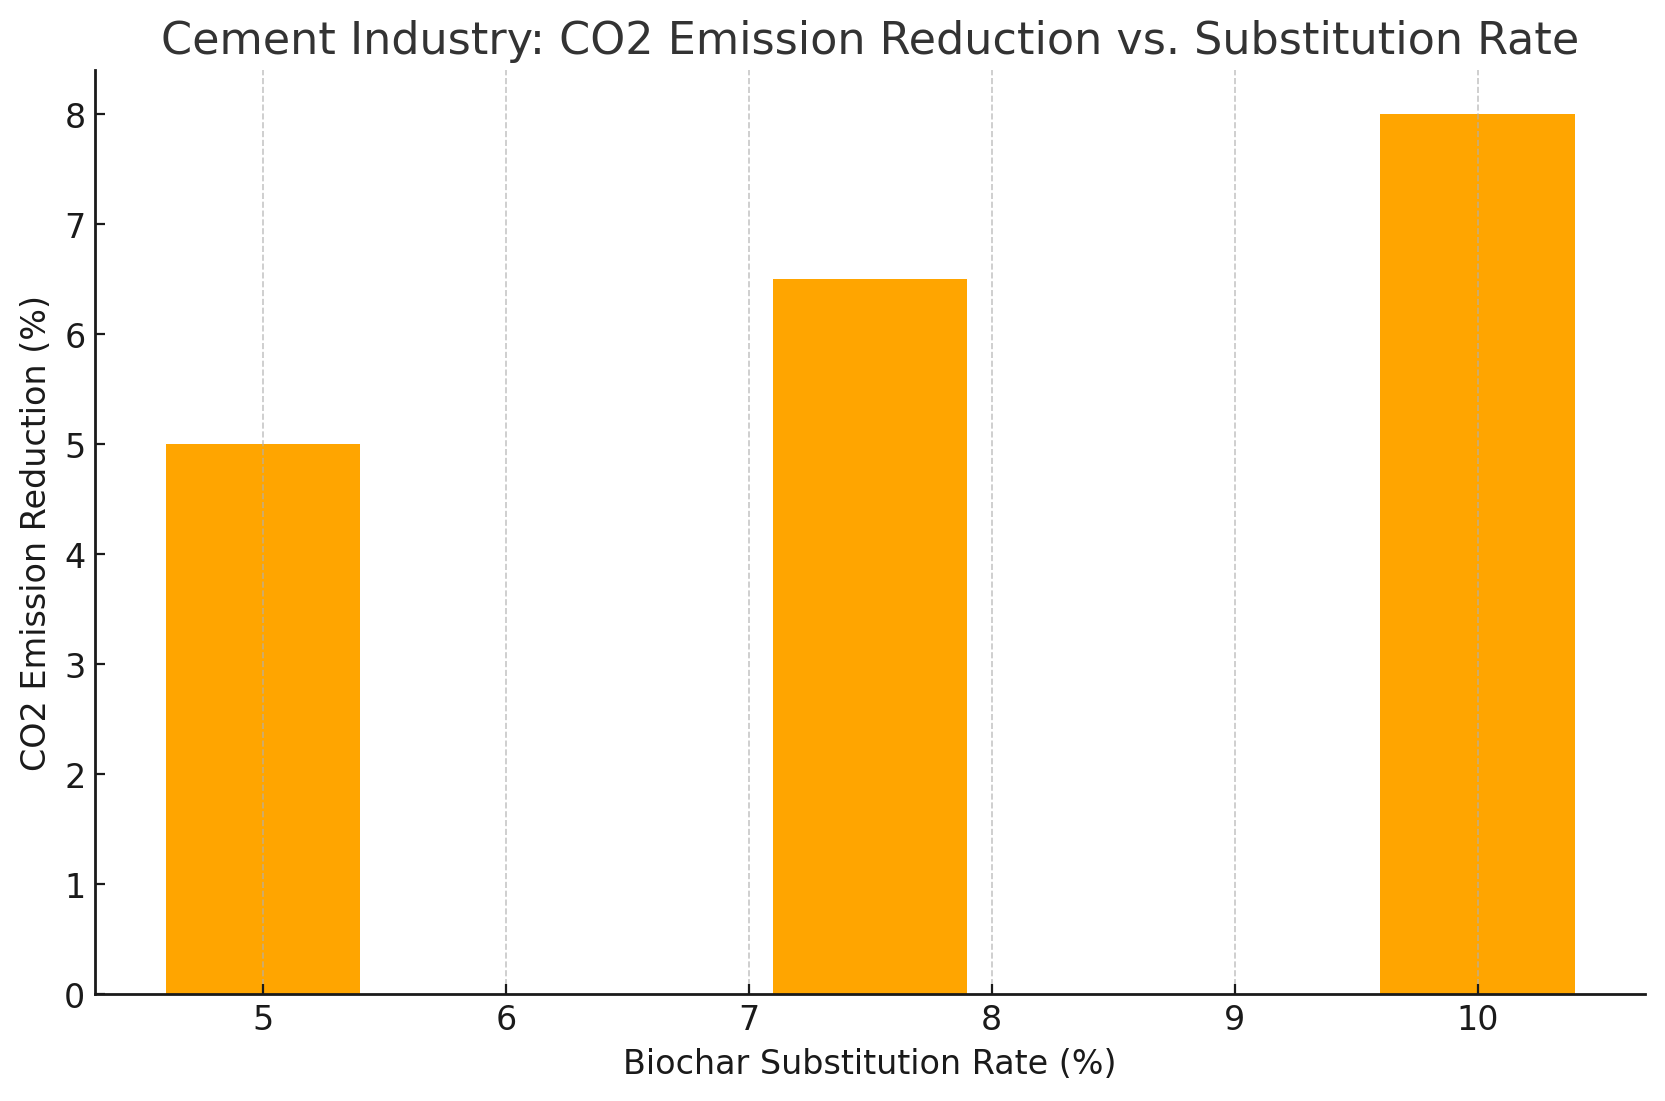 Cement Industry: CO2 Emission Reduction vs. Substitution Rate
CO2 Emission Reduction (%)
8
7
6
5
4
3
2
1
0
5 6 7 8 9 10
Biochar Substitution Rate (%)